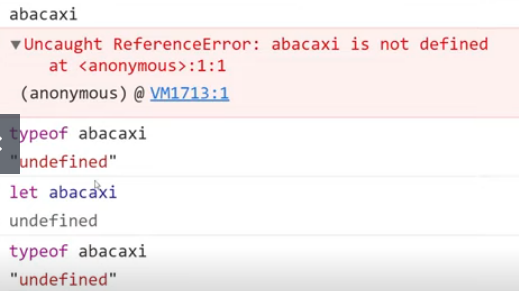 abacaxi
▼Uncaught ReferenceError: abacaxi is not defined
at <anonymous>:1:1
(anonymous) @ VM1713:1
typeof abacaxi
"undefined"
let abacaxi
undefined
typeof abacaxi
"undefined"